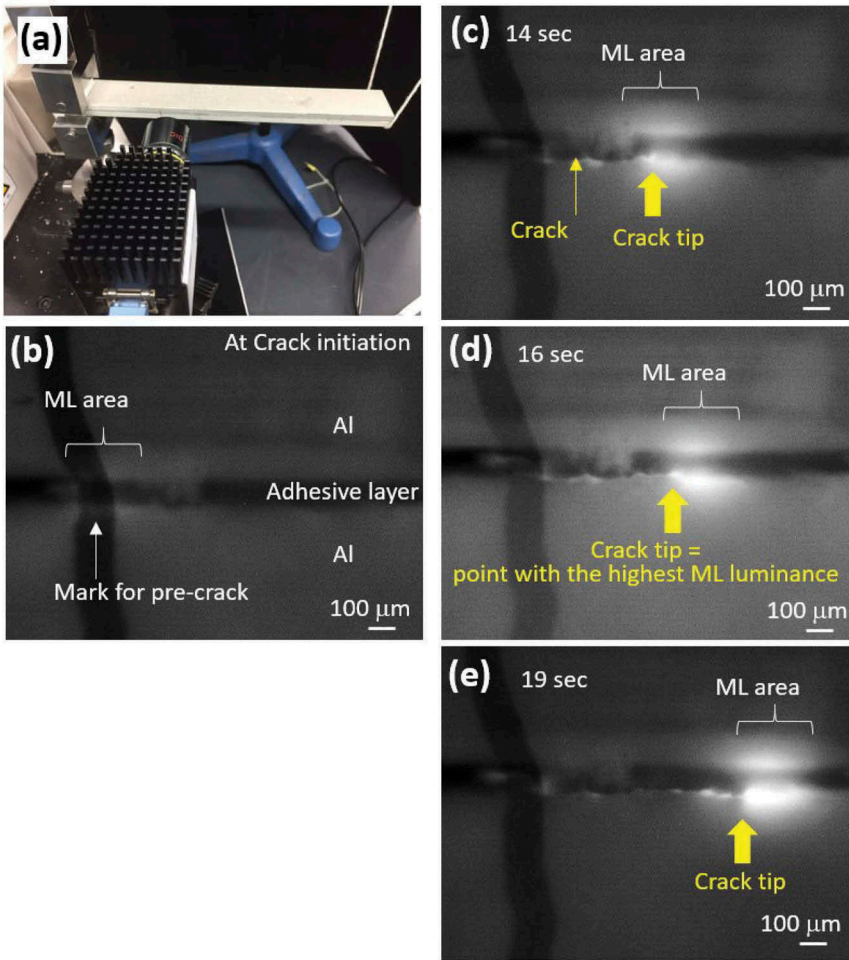 (a)
(b)
At Crack initiation
ML area
Al
Adhesive layer
Al
Mark for pre-crack
100 μm
(c)
14 sec
ML area
Crack
Crack tip
100 μm
(d)
16 sec
ML area
Crack tip =
point with the highest ML luminance
100 μm
(e)
19 sec
ML area
Crack tip
100 μm